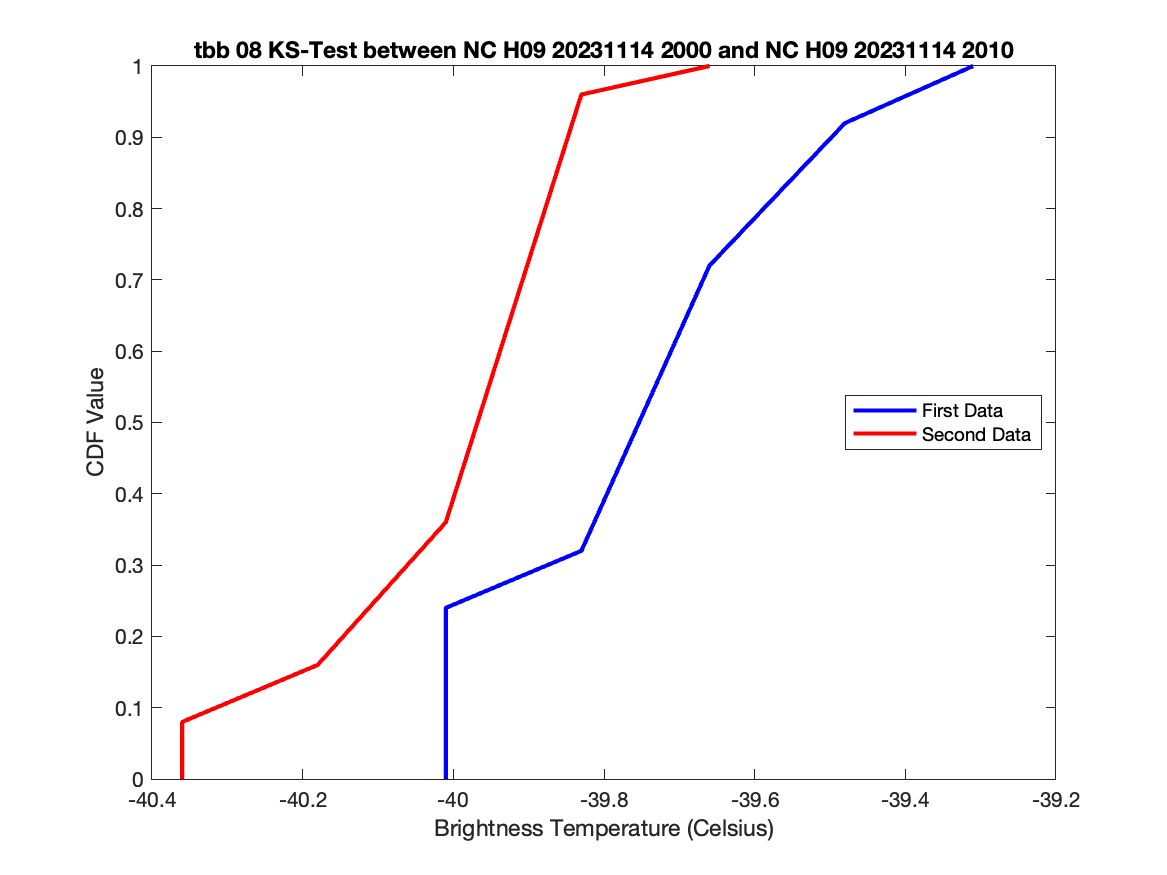 tbb 08 KS-Test between NC H09 20231114 2000 and NC H09 20231114 2010
1
0.9
0.8
0.7
0.6
0.5
0.4
0.3
0.2
0.1
0
CDF Value
First Data
Second Data
-40.4 -40.2 -40 -39.8 -39.6 -39.4 -39.2
Brightness Temperature (Celsius)